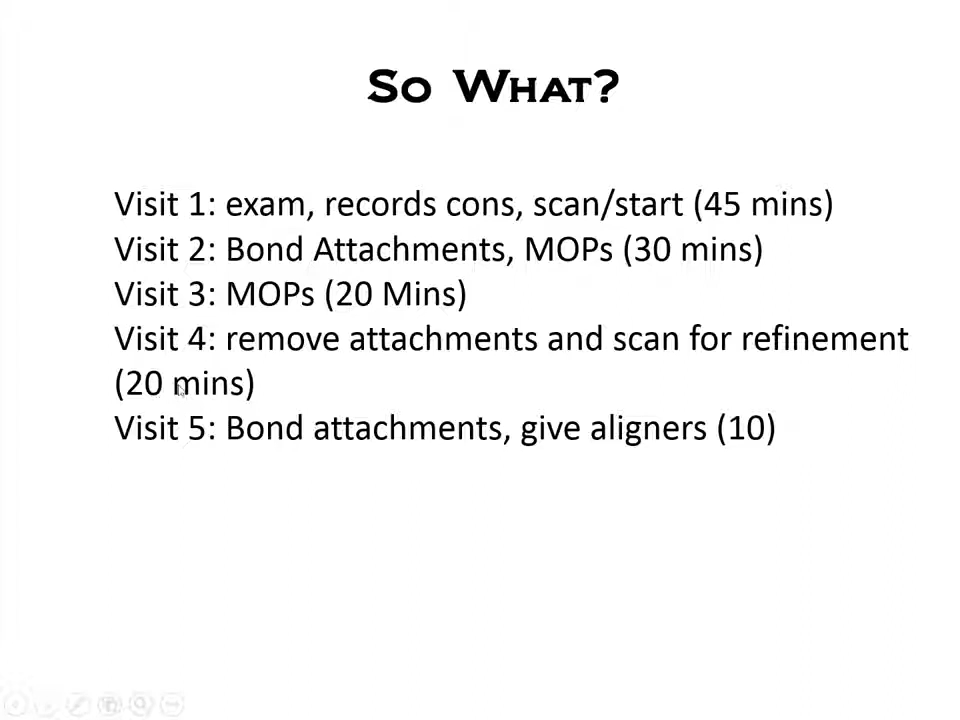 So What?
Visit 1: exam, records cons, scan/start (45 mins)
Visit 2: Bond Attachments, MOPs (30 mins)
Visit 3: MOPs (20 Mins)
Visit 4: remove attachments and scan for refinement
(20 mins)
Visit 5: Bond attachments, give aligners (10)